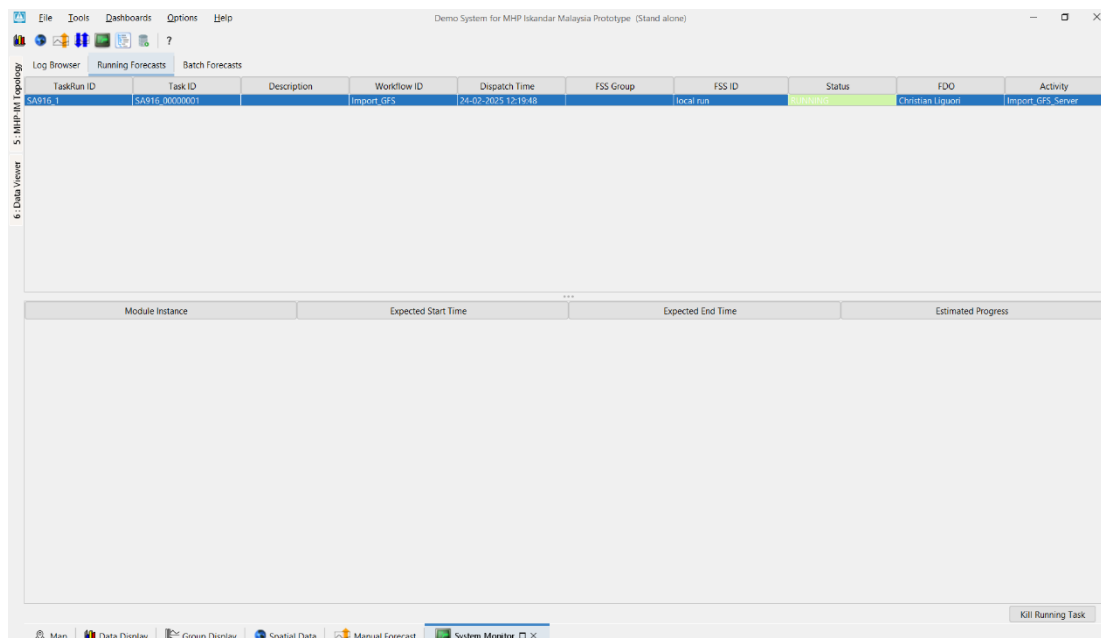 File Tools Dashboards Options Help Demo System for MHP Iskandar Malaysia Prototype (Stand alone)
?
Log Browser Running Forecasts Batch Forecasts
TaskRun ID Task ID Description Workflow ID Dispatch Time FSS Group FSS ID Status FDO Activity
SA916_1 SA916_00000001 Import_GFS 24-02-2025 12:19:48 local run RUNNING Christian Liguori Import_GFS_Server
5 : MHP-IM Topology
6 : Data Viewer
Module Instance Expected Start Time Expected End Time Estimated Progress
Kill Running Task
Map Data Display Group Display Spatial Data Manual Forecast System Monitor